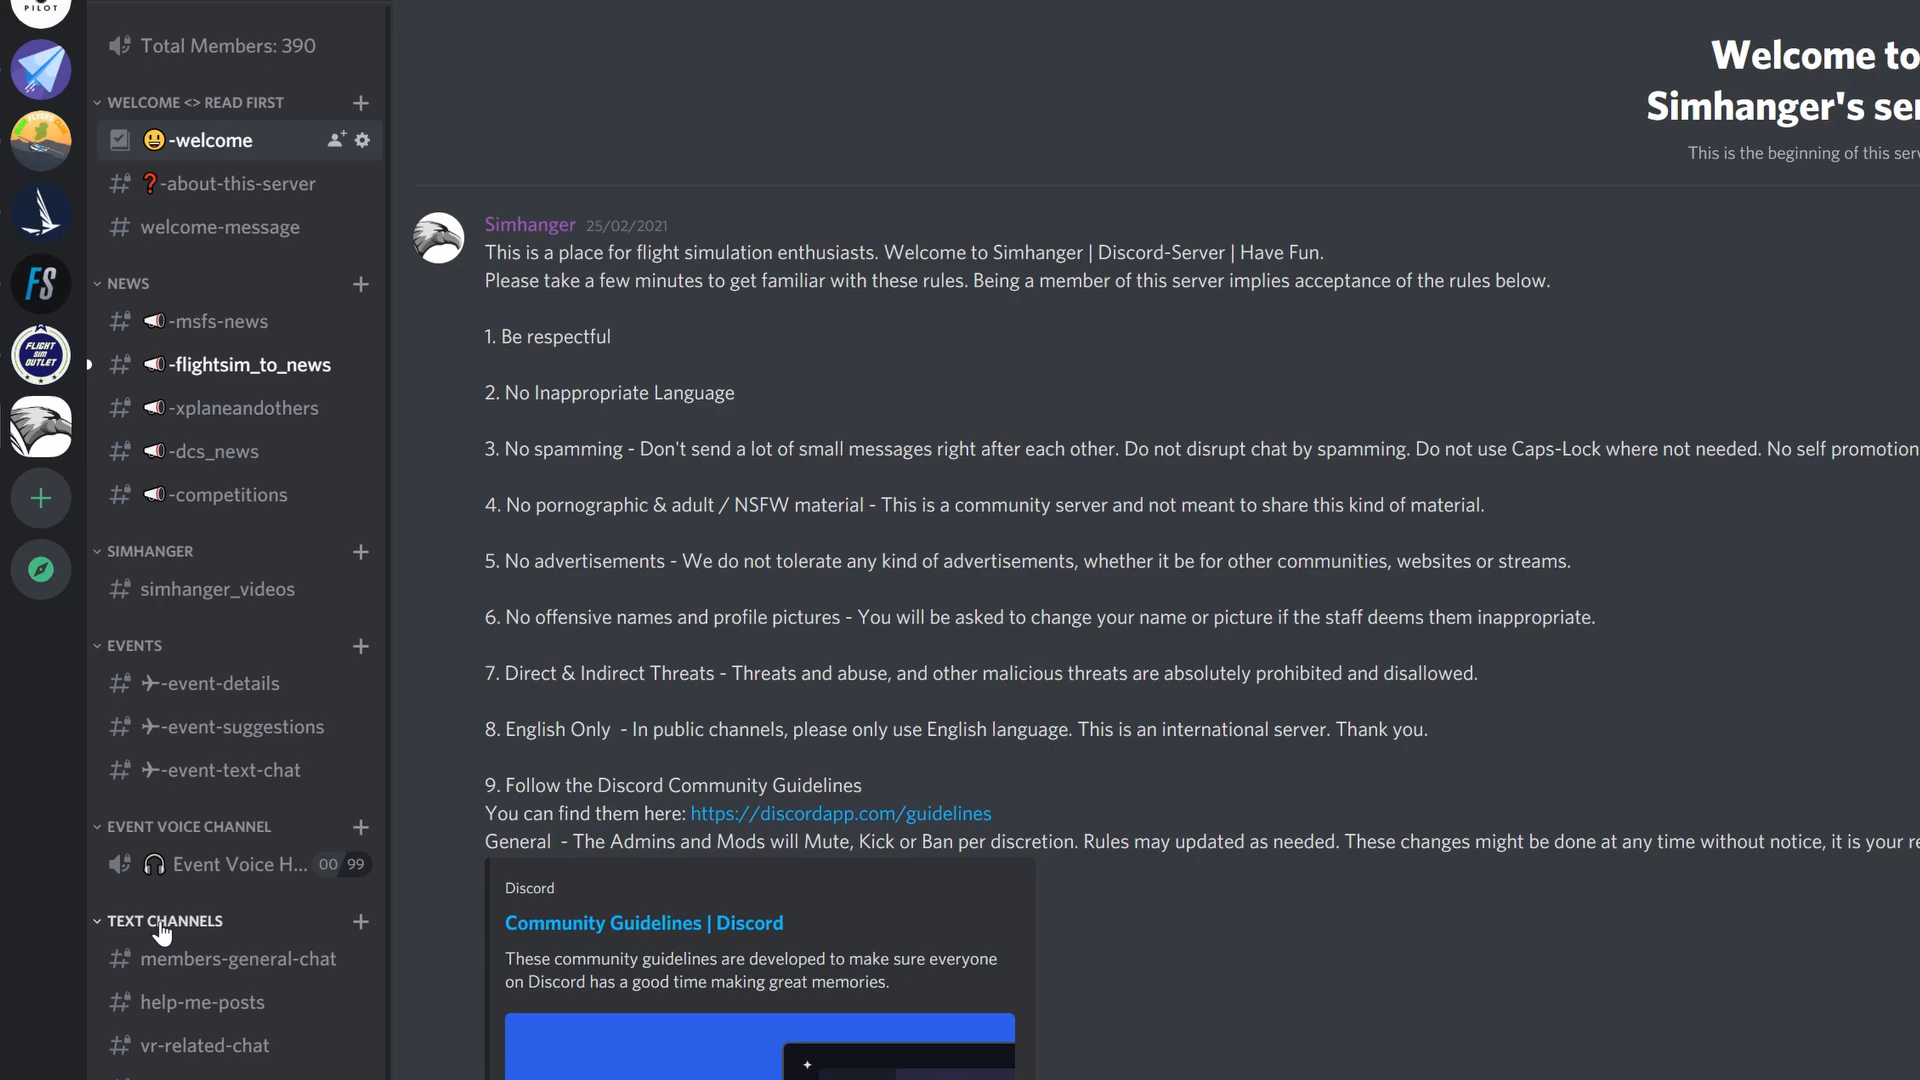 PILOT
FLYERS CLUB
FS
FLIGHT
SIM
OUTLET
Total Members: 390
WELCOME <> READ FIRST
😃-welcome
❓-about-this-server
welcome-message
NEWS
📢-msfs-news
📢-flightsim_to_news
📢-xplaneandothers
📢-dcs_news
📢-competitions
SIMHANGER
simhanger_videos
EVENTS
✈-event-details
✈-event-suggestions
✈-event-text-chat
EVENT VOICE CHANNEL
🎧 Event Voice H... 00 99
TEXT CHANNELS
members-general-chat
help-me-posts
vr-related-chat
Welcome to
Simhanger's ser
This is the beginning of this serv
Simhanger 25/02/2021
This is a place for flight simulation enthusiasts. Welcome to Simhanger | Discord-Server | Have Fun.
Please take a few minutes to get familiar with these rules. Being a member of this server implies acceptance of the rules below.
1. Be respectful
2. No Inappropriate Language
3. No spamming - Don't send a lot of small messages right after each other. Do not disrupt chat by spamming. Do not use Caps-Lock where not needed. No self promotion
4. No pornographic & adult / NSFW material - This is a community server and not meant to share this kind of material.
5. No advertisements - We do not tolerate any kind of advertisements, whether it be for other communities, websites or streams.
6. No offensive names and profile pictures - You will be asked to change your name or picture if the staff deems them inappropriate.
7. Direct & Indirect Threats - Threats and abuse, and other malicious threats are absolutely prohibited and disallowed.
8. English Only  - In public channels, please only use English language. This is an international server. Thank you.
9. Follow the Discord Community Guidelines
You can find them here: https://discordapp.com/guidelines
General  - The Admins and Mods will Mute, Kick or Ban per discretion. Rules may updated as needed. These changes might be done at any time without notice, it is your re
Discord
Community Guidelines | Discord
These community guidelines are developed to make sure everyone
on Discord has a good time making great memories.